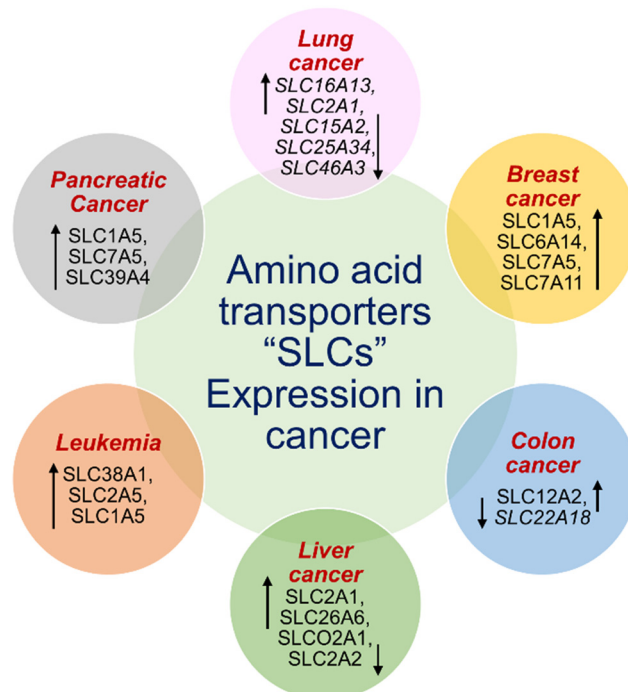 Lung
cancer
SLC16A13,
SLC2A1,
SLC15A2,
SLC25A34,
SLC46A3
Pancreatic
Cancer
SLC1A5,
SLC7A5,
SLC39A4
Breast
cancer
SLC1A5,
SLC6A14,
SLC7A5,
SLC7A11
Amino acid
transporters
“SLCs”
Expression in
cancer
Leukemia
SLC38A1,
SLC2A5,
SLC1A5
Colon
cancer
SLC12A2,
SLC22A18
Liver
cancer
SLC2A1,
SLC26A6,
SLCO2A1,
SLC2A2